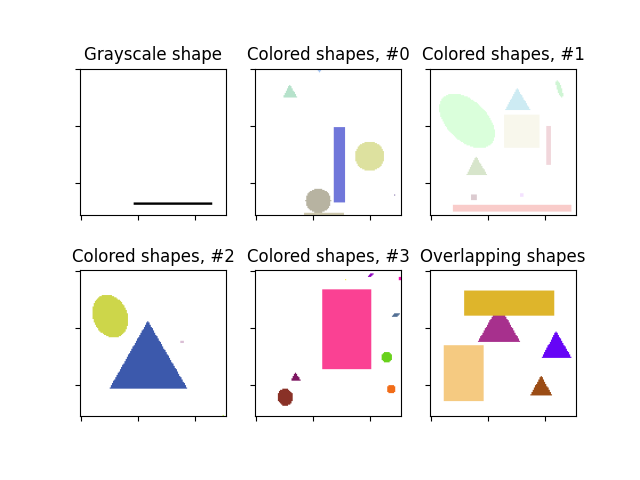 Grayscale shape
Colored shapes, #0
Colored shapes, #1
Colored shapes, #2
Colored shapes, #3
Overlapping shapes